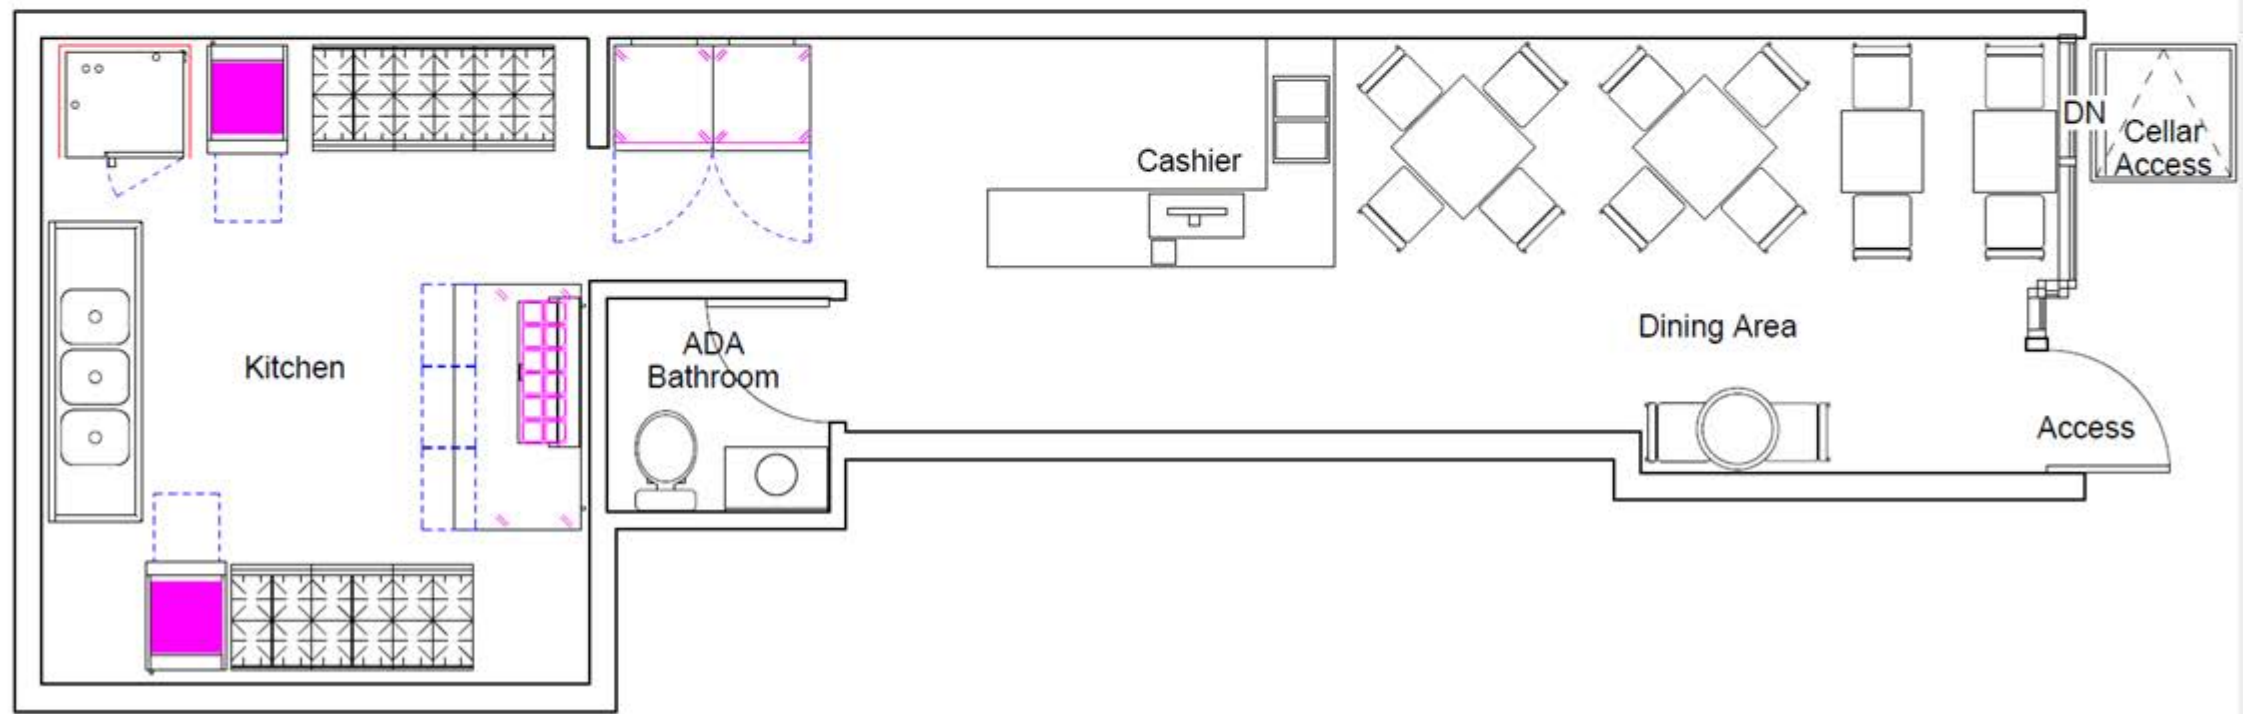 Cashier
DN
Cellar
Access
Kitchen
ADA
Bathroom
Dining Area
Access